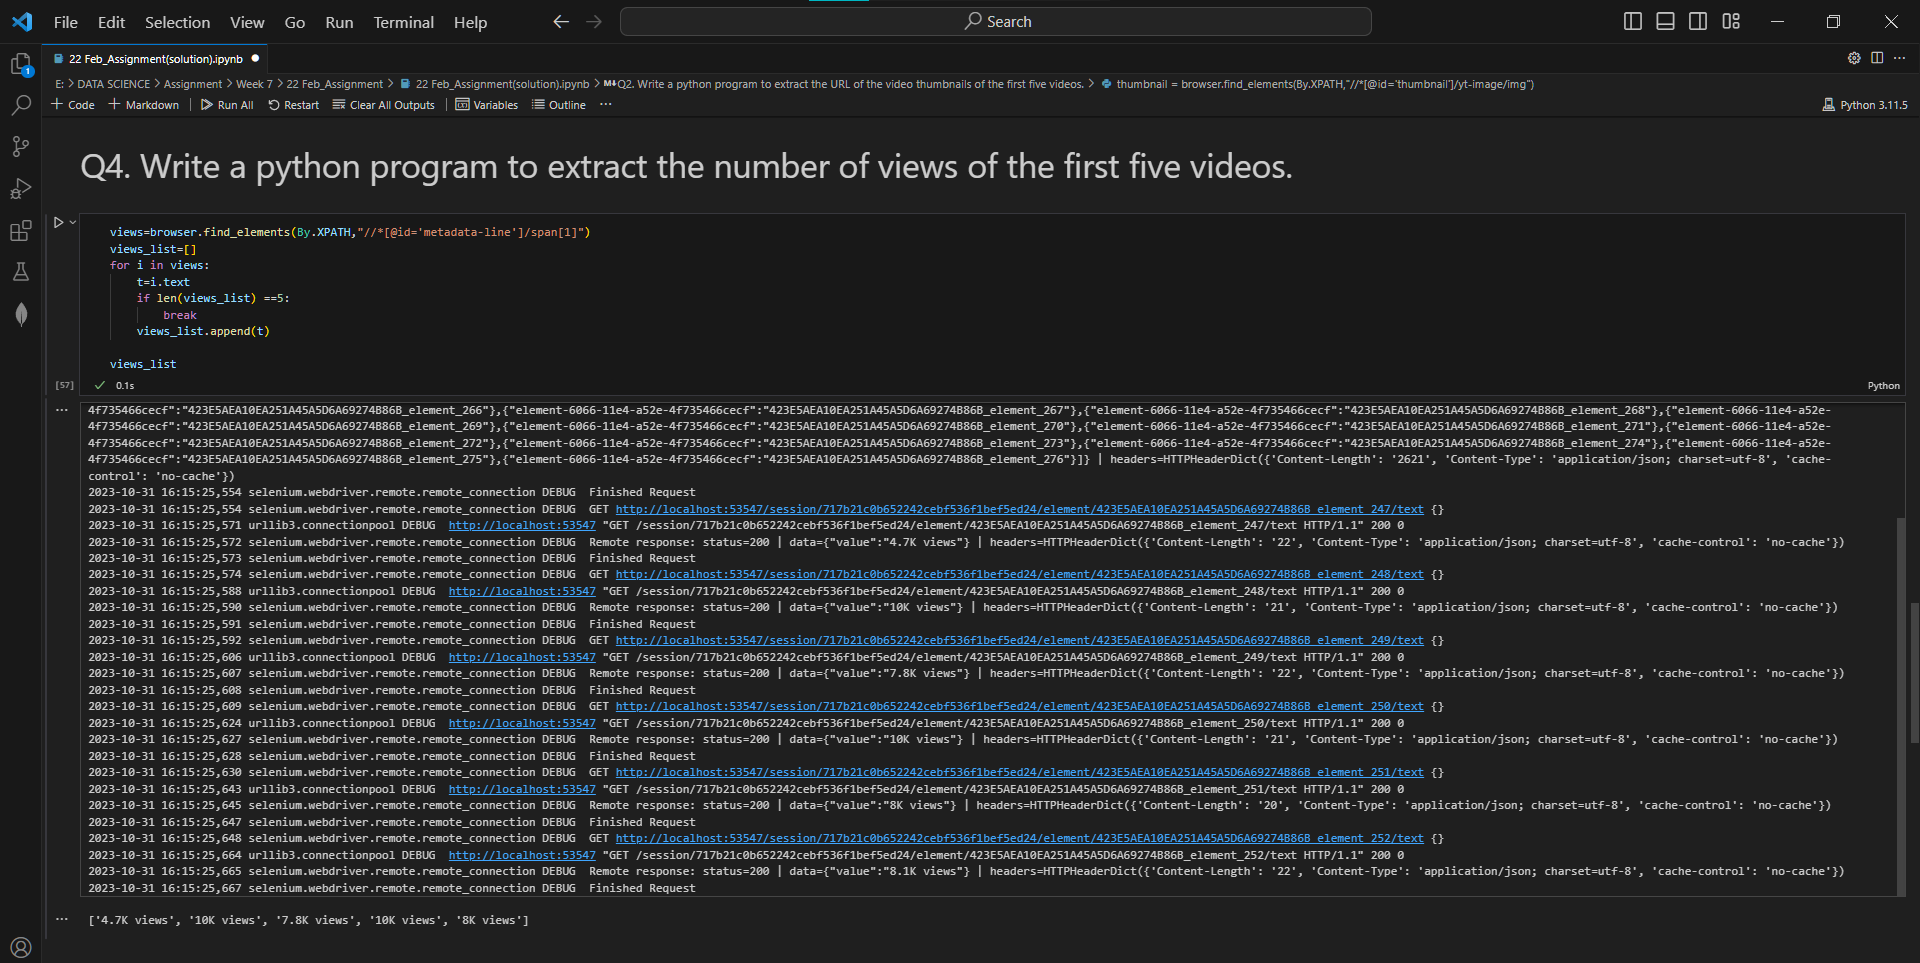 File Edit Selection View Go Run Terminal Help Search
22 Feb_Assignment(solution).ipynb
E: > DATA SCIENCE > Assignment > Week 7 > 22 Feb_Assignment > 22 Feb_Assignment(solution).ipynb > M↓Q2. Write a python program to extract the URL of the video thumbnails of the first five videos. > thumbnail = browser.find_elements(By.XPATH,"//*[@id='thumbnail']/yt-image/img")
+ Code + Markdown | Run All Restart Clear All Outputs | Variables Outline ... Python 3.11.5
Q4. Write a python program to extract the number of views of the first five videos.
views=browser.find_elements(By.XPATH,"//*[@id='metadata-line']/span[1]")
views_list=[]
for i in views:
t=i.text
if len(views_list) ==5:
break
views_list.append(t)
views_list
[57] 0.1s Python
4f735466cecf":"423E5AEA10EA251A45A5D6A69274B86B_element_266"},{"element-6066-11e4-a52e-4f735466cecf":"423E5AEA10EA251A45A5D6A69274B86B_element_267"},{"element-6066-11e4-a52e-4f735466cecf":"423E5AEA10EA251A45A5D6A69274B86B_element_268"},{"element-6066-11e4-a52e-
4f735466cecf":"423E5AEA10EA251A45A5D6A69274B86B_element_269"},{"element-6066-11e4-a52e-4f735466cecf":"423E5AEA10EA251A45A5D6A69274B86B_element_270"},{"element-6066-11e4-a52e-4f735466cecf":"423E5AEA10EA251A45A5D6A69274B86B_element_271"},{"element-6066-11e4-a52e-
4f735466cecf":"423E5AEA10EA251A45A5D6A69274B86B_element_272"},{"element-6066-11e4-a52e-4f735466cecf":"423E5AEA10EA251A45A5D6A69274B86B_element_273"},{"element-6066-11e4-a52e-4f735466cecf":"423E5AEA10EA251A45A5D6A69274B86B_element_274"},{"element-6066-11e4-a52e-
4f735466cecf":"423E5AEA10EA251A45A5D6A69274B86B_element_275"},{"element-6066-11e4-a52e-4f735466cecf":"423E5AEA10EA251A45A5D6A69274B86B_element_276"}]} | headers=HTTPHeaderDict({'Content-Length': '2621', 'Content-Type': 'application/json; charset=utf-8', 'cache-
control': 'no-cache'})
2023-10-31 16:15:25,554 selenium.webdriver.remote.remote_connection DEBUG Finished Request
2023-10-31 16:15:25,554 selenium.webdriver.remote.remote_connection DEBUG GET http://localhost:53547/session/717b21c0b652242cebf536f1bef5ed24/element/423E5AEA10EA251A45A5D6A69274B86B_element_247/text {}
2023-10-31 16:15:25,571 urllib3.connectionpool DEBUG http://localhost:53547 "GET /session/717b21c0b652242cebf536f1bef5ed24/element/423E5AEA10EA251A45A5D6A69274B86B_element_247/text HTTP/1.1" 200 0
2023-10-31 16:15:25,572 selenium.webdriver.remote.remote_connection DEBUG Remote response: status=200 | data={"value":"4.7K views"} | headers=HTTPHeaderDict({'Content-Length': '22', 'Content-Type': 'application/json; charset=utf-8', 'cache-control': 'no-cache'})
2023-10-31 16:15:25,573 selenium.webdriver.remote.remote_connection DEBUG Finished Request
2023-10-31 16:15:25,574 selenium.webdriver.remote.remote_connection DEBUG GET http://localhost:53547/session/717b21c0b652242cebf536f1bef5ed24/element/423E5AEA10EA251A45A5D6A69274B86B_element_248/text {}
2023-10-31 16:15:25,588 urllib3.connectionpool DEBUG http://localhost:53547 "GET /session/717b21c0b652242cebf536f1bef5ed24/element/423E5AEA10EA251A45A5D6A69274B86B_element_248/text HTTP/1.1" 200 0
2023-10-31 16:15:25,590 selenium.webdriver.remote.remote_connection DEBUG Remote response: status=200 | data={"value":"10K views"} | headers=HTTPHeaderDict({'Content-Length': '21', 'Content-Type': 'application/json; charset=utf-8', 'cache-control': 'no-cache'})
2023-10-31 16:15:25,591 selenium.webdriver.remote.remote_connection DEBUG Finished Request
2023-10-31 16:15:25,592 selenium.webdriver.remote.remote_connection DEBUG GET http://localhost:53547/session/717b21c0b652242cebf536f1bef5ed24/element/423E5AEA10EA251A45A5D6A69274B86B_element_249/text {}
2023-10-31 16:15:25,606 urllib3.connectionpool DEBUG http://localhost:53547 "GET /session/717b21c0b652242cebf536f1bef5ed24/element/423E5AEA10EA251A45A5D6A69274B86B_element_249/text HTTP/1.1" 200 0
2023-10-31 16:15:25,607 selenium.webdriver.remote.remote_connection DEBUG Remote response: status=200 | data={"value":"7.8K views"} | headers=HTTPHeaderDict({'Content-Length': '22', 'Content-Type': 'application/json; charset=utf-8', 'cache-control': 'no-cache'})
2023-10-31 16:15:25,608 selenium.webdriver.remote.remote_connection DEBUG Finished Request
2023-10-31 16:15:25,609 selenium.webdriver.remote.remote_connection DEBUG GET http://localhost:53547/session/717b21c0b652242cebf536f1bef5ed24/element/423E5AEA10EA251A45A5D6A69274B86B_element_250/text {}
2023-10-31 16:15:25,624 urllib3.connectionpool DEBUG http://localhost:53547 "GET /session/717b21c0b652242cebf536f1bef5ed24/element/423E5AEA10EA251A45A5D6A69274B86B_element_250/text HTTP/1.1" 200 0
2023-10-31 16:15:25,627 selenium.webdriver.remote.remote_connection DEBUG Remote response: status=200 | data={"value":"10K views"} | headers=HTTPHeaderDict({'Content-Length': '21', 'Content-Type': 'application/json; charset=utf-8', 'cache-control': 'no-cache'})
2023-10-31 16:15:25,628 selenium.webdriver.remote.remote_connection DEBUG Finished Request
2023-10-31 16:15:25,630 selenium.webdriver.remote.remote_connection DEBUG GET http://localhost:53547/session/717b21c0b652242cebf536f1bef5ed24/element/423E5AEA10EA251A45A5D6A69274B86B_element_251/text {}
2023-10-31 16:15:25,643 urllib3.connectionpool DEBUG http://localhost:53547 "GET /session/717b21c0b652242cebf536f1bef5ed24/element/423E5AEA10EA251A45A5D6A69274B86B_element_251/text HTTP/1.1" 200 0
2023-10-31 16:15:25,645 selenium.webdriver.remote.remote_connection DEBUG Remote response: status=200 | data={"value":"8K views"} | headers=HTTPHeaderDict({'Content-Length': '20', 'Content-Type': 'application/json; charset=utf-8', 'cache-control': 'no-cache'})
2023-10-31 16:15:25,647 selenium.webdriver.remote.remote_connection DEBUG Finished Request
2023-10-31 16:15:25,648 selenium.webdriver.remote.remote_connection DEBUG GET http://localhost:53547/session/717b21c0b652242cebf536f1bef5ed24/element/423E5AEA10EA251A45A5D6A69274B86B_element_252/text {}
2023-10-31 16:15:25,664 urllib3.connectionpool DEBUG http://localhost:53547 "GET /session/717b21c0b652242cebf536f1bef5ed24/element/423E5AEA10EA251A45A5D6A69274B86B_element_252/text HTTP/1.1" 200 0
2023-10-31 16:15:25,665 selenium.webdriver.remote.remote_connection DEBUG Remote response: status=200 | data={"value":"8.1K views"} | headers=HTTPHeaderDict({'Content-Length': '22', 'Content-Type': 'application/json; charset=utf-8', 'cache-control': 'no-cache'})
2023-10-31 16:15:25,667 selenium.webdriver.remote.remote_connection DEBUG Finished Request
['4.7K views', '10K views', '7.8K views', '10K views', '8K views']